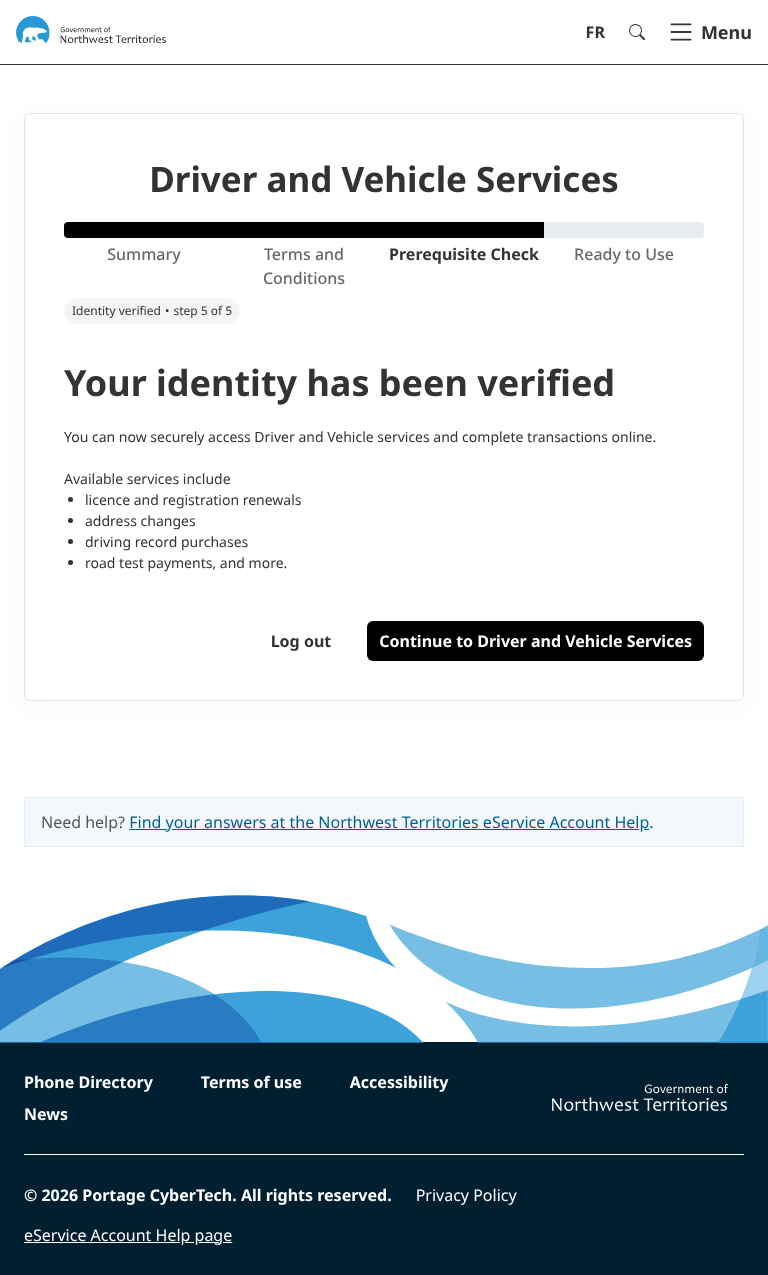 Government of
Northwest Territories
FR
Menu
Driver and Vehicle Services
Summary
Terms and
Conditions
Prerequisite Check
Ready to Use
Identity verified • step 5 of 5
Your identity has been verified
You can now securely access Driver and Vehicle services and complete transactions online.
Available services include
• licence and registration renewals
• address changes
• driving record purchases
• road test payments, and more.
Log out
Continue to Driver and Vehicle Services
Need help? Find your answers at the Northwest Territories eService Account Help.
Phone Directory
Terms of use
Accessibility
News
Government of
Northwest Territories
© 2026 Portage CyberTech. All rights reserved.
Privacy Policy
eService Account Help page